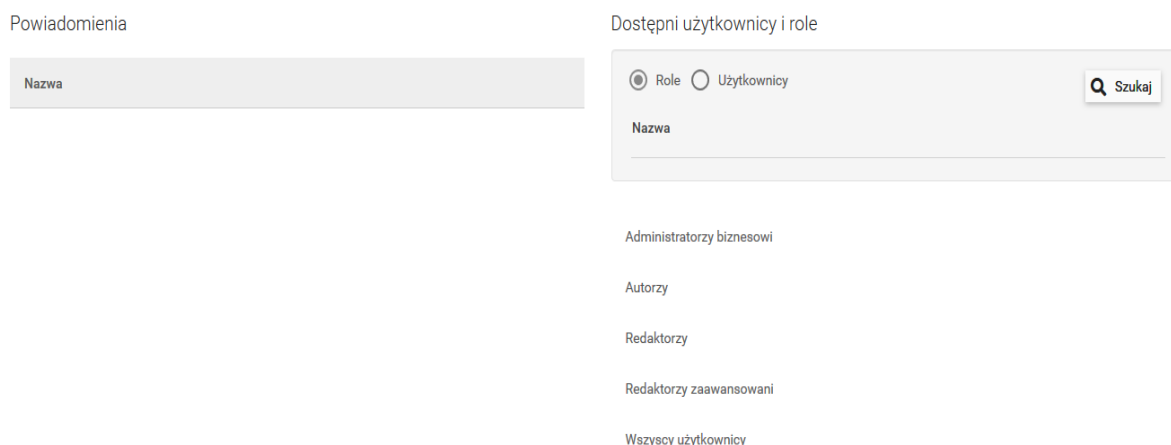 Powiadomienia
Nazwa
Dostępni użytkownicy i role
Role Użytkownicy
Szukaj
Nazwa
Administratorzy biznesowi
Autorzy
Redaktorzy
Redaktorzy zaawansowani
Wszyscy użytkownicy